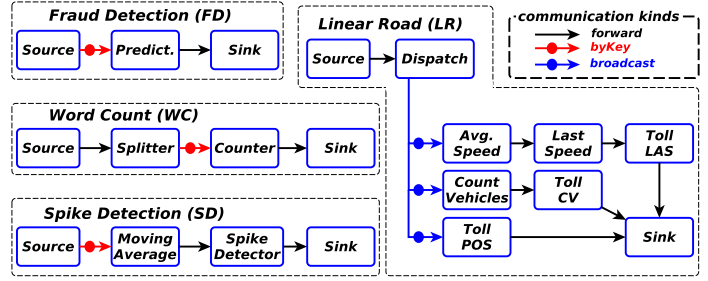 Fraud Detection (FD)
Source
Predict.
Sink
Word Count (WC)
Source
Splitter
Counter
Sink
Spike Detection (SD)
Source
Moving
Average
Spike
Detector
Sink
Linear Road (LR)
Source
Dispatch
Avg.
Speed
Last
Speed
Toll
LAS
Count
Vehicles
Toll
CV
Toll
POS
Sink
communication kinds
forward
byKey
broadcast